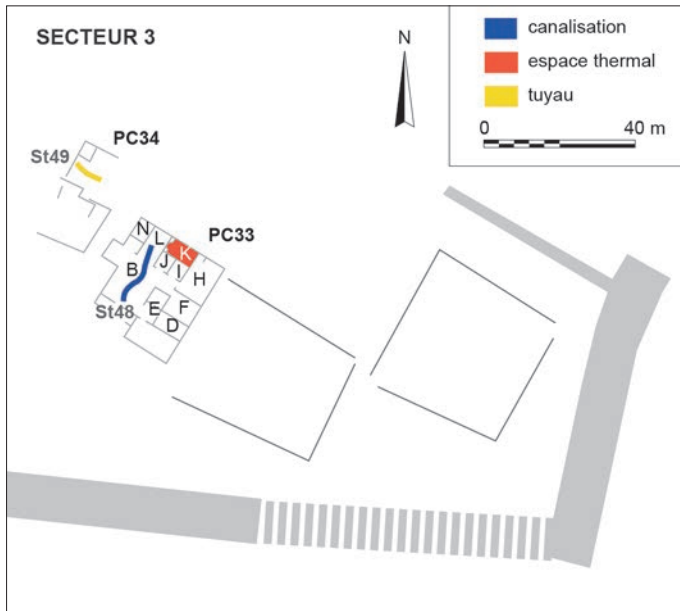 SECTEUR 3
N
canalisation
espace thermal
tuyau
0 40 m
PC34
St49
PC33
N
L
K
B
J
I
H
St48
E
F
D